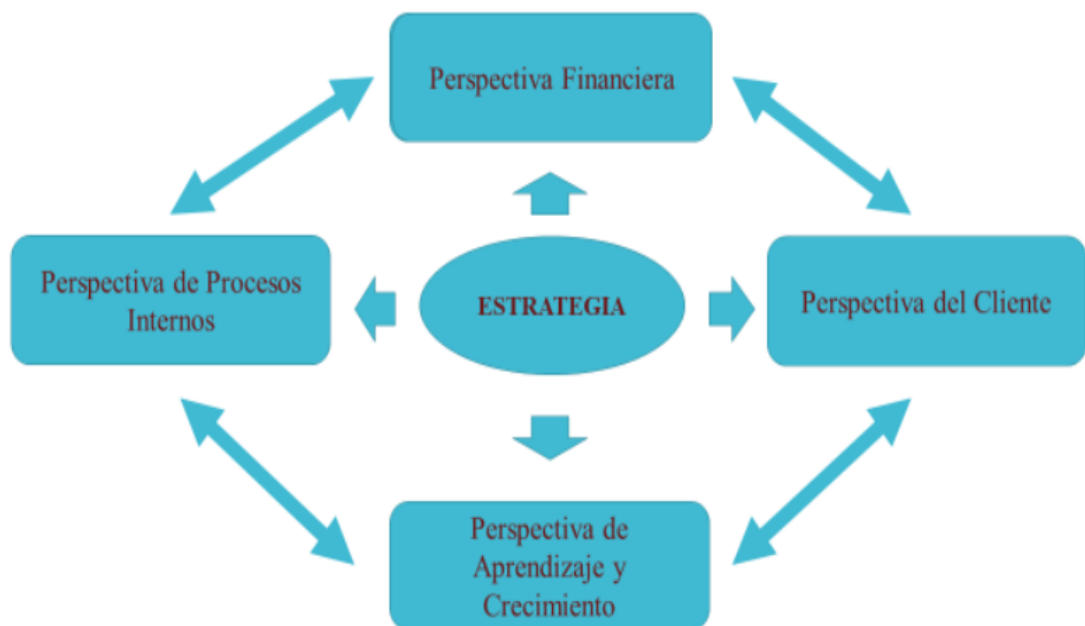 Perspectiva Financiera
Perspectiva de Procesos
Internos
ESTRATEGIA
Perspectiva del Cliente
Perspectiva de
Aprendizaje y
Crecimiento